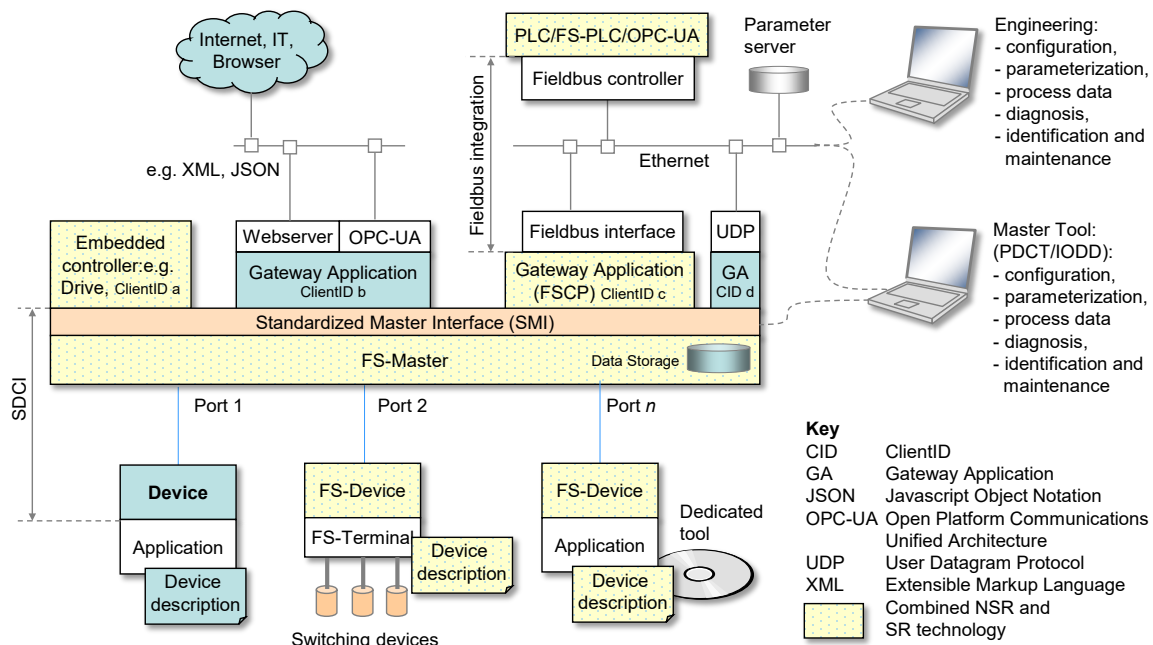 Internet, IT,
Browser
PLC/FS-PLC/OPC-UA
Fieldbus controller
Parameter
server
Engineering:
- configuration,
- parameterization,
- process data
- diagnosis,
- identification and
maintenance
Fieldbus integration
e.g. XML, JSON
Ethernet
Embedded
controller:e.g.
Drive, ClientID a
Webserver
OPC-UA
Gateway Application
ClientID b
Fieldbus interface
Gateway Application
(FSCP) ClientID c
UDP
GA
CID d
Master Tool:
(PDCT/IODD):
- configuration,
- parameterization,
- process data
- diagnosis,
- identification and
maintenance
Standardized Master Interface (SMI)
FS-Master
Data Storage
SDCI
Port 1
Port 2
Port n
Device
Application
Device
description
FS-Device
FS-Terminal
Device
description
Switching devices
FS-Device
Application
Device
description
Dedicated
tool
Key
CID ClientID
GA Gateway Application
JSON Javascript Object Notation
OPC-UA Open Platform Communications
Unified Architecture
UDP User Datagram Protocol
XML Extensible Markup Language
Combined NSR and
SR technology